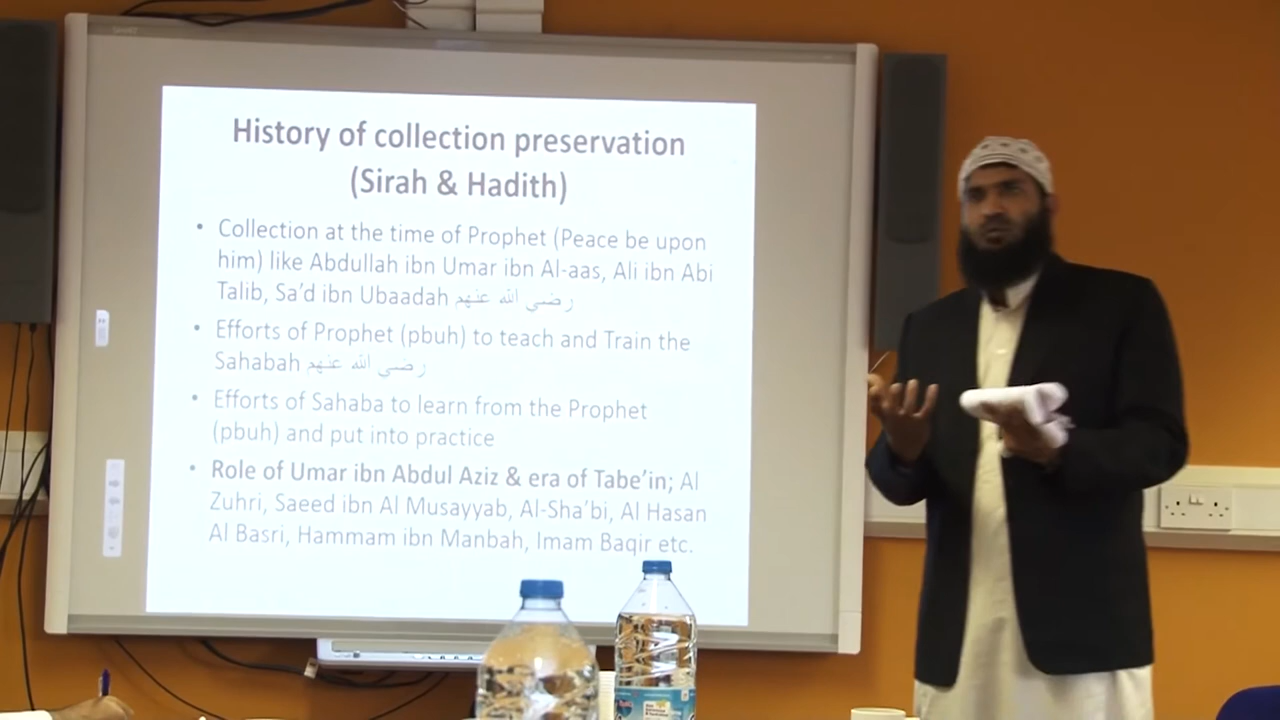 SMART
History of collection preservation
(Sirah & Hadith)
• Collection at the time of Prophet (Peace be upon
him) like Abdullah ibn Umar ibn Al-aas, Ali ibn Abi
Talib, Sa'd ibn Ubaadah رضي الله عنهم
• Efforts of Prophet (pbuh) to teach and Train the
Sahabah رضي الله عنهم
• Efforts of Sahaba to learn from the Prophet
(pbuh) and put into practice
• Role of Umar ibn Abdul Aziz & era of Tabe'in; Al
Zuhri, Saeed ibn Al Musayyab, Al-Sha'bi, Al Hasan
Al Basri, Hammam ibn Manbah, Imam Baqir etc.